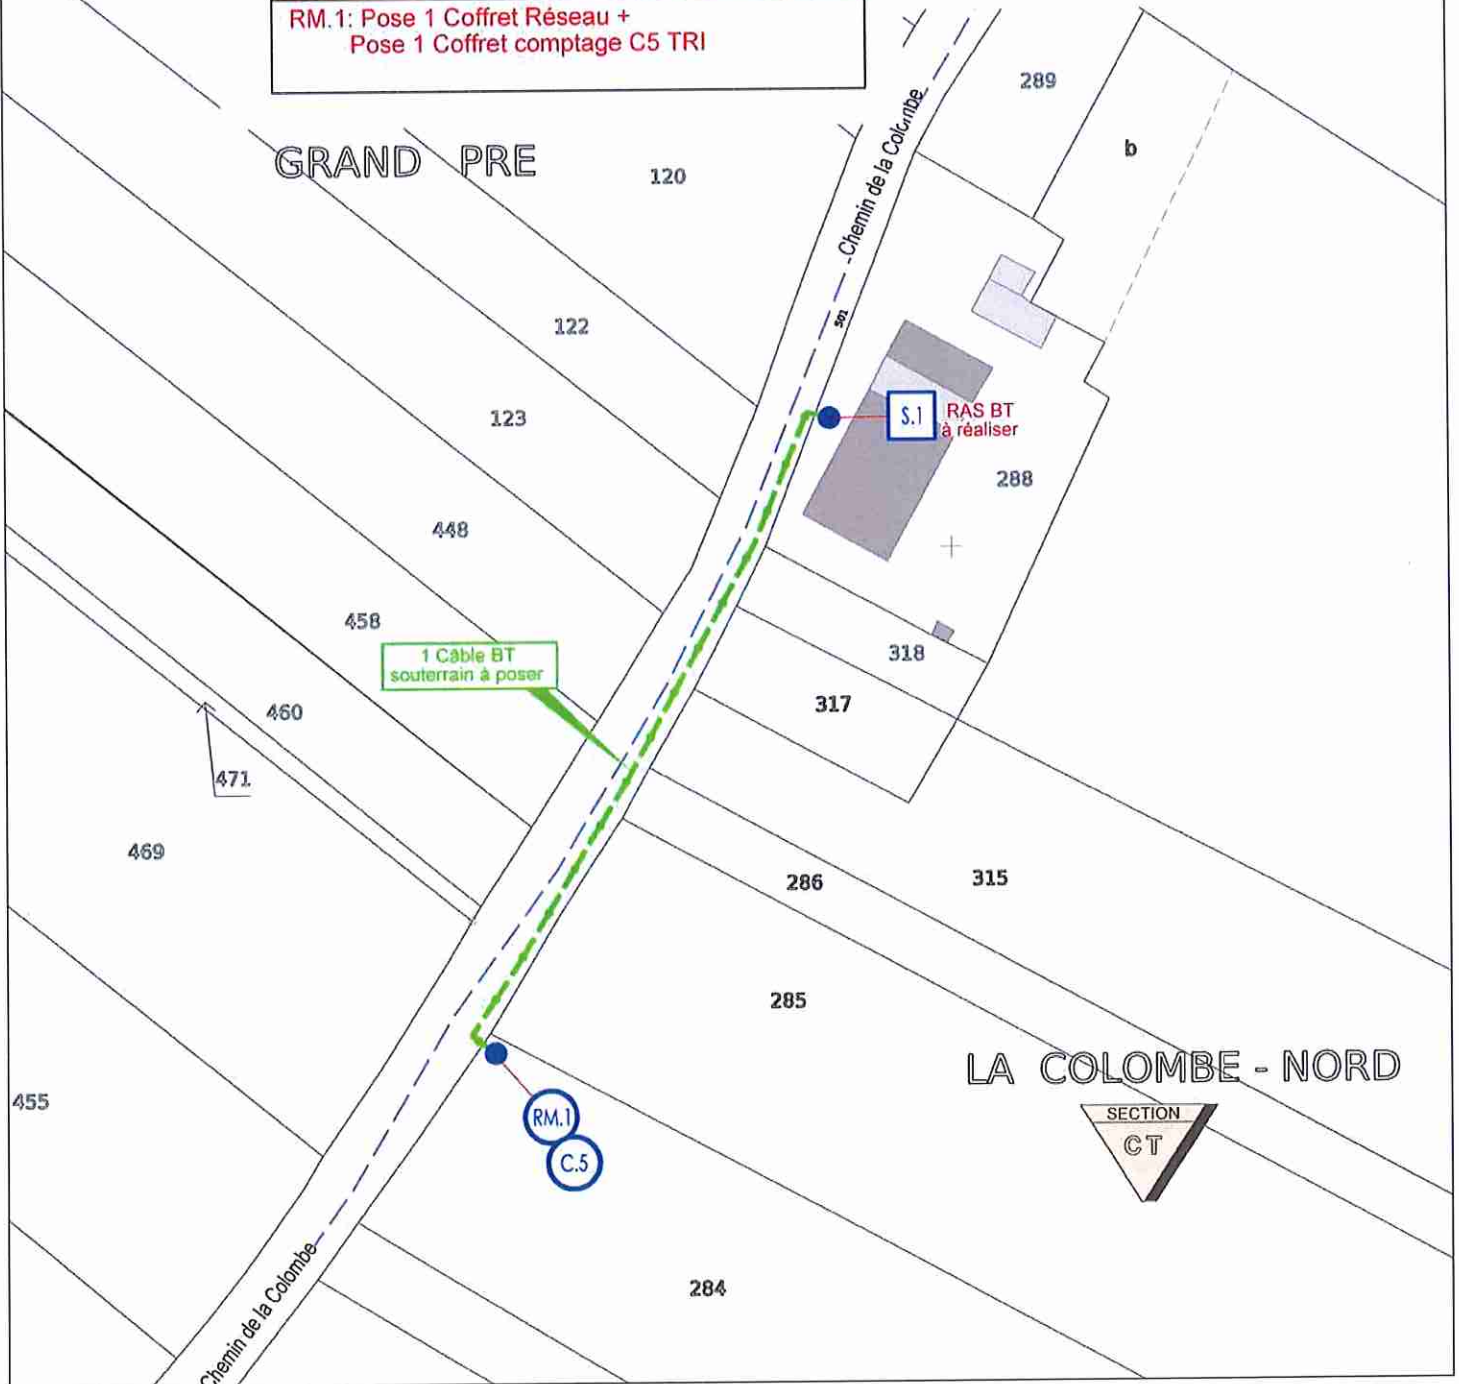 RM.1: Pose 1 Coffret Réseau +
Pose 1 Coffret comptage C5 TRI
289
Chemin de la Colombe
b
GRAND PRE
120
122
501
123
S.1
RAS BT
à réaliser
288
448
458
1 Câble BT
souterrain à poser
318
317
460
471
469
286
315
285
LA COLOMBE - NORD
455
SECTION
CT
RM.1
C.5
284
Chemin de la Colombe